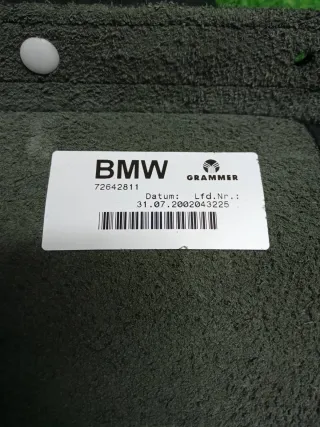 BMW
GRAMMER
72642811
Datum: Lfd.Nr.:
31.07.2002043225